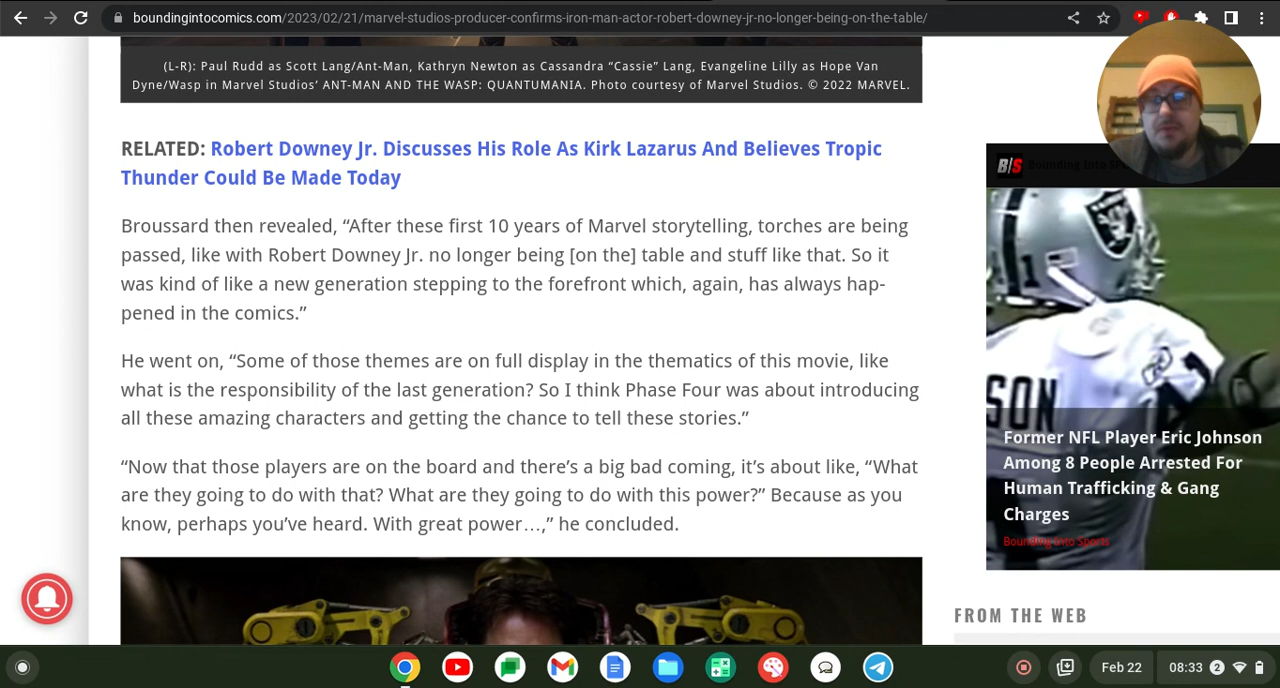 boundingintocomics.com/2023/02/21/marvel-studios-producer-confirms-iron-man-actor-robert-downey-jr-no-longer-being-on-the-table/
(L-R): Paul Rudd as Scott Lang/Ant-Man, Kathryn Newton as Cassandra “Cassie” Lang, Evangeline Lilly as Hope Van
Dyne/Wasp in Marvel Studios’ ANT-MAN AND THE WASP: QUANTUMANIA. Photo courtesy of Marvel Studios. © 2022 MARVEL.
RELATED: Robert Downey Jr. Discusses His Role As Kirk Lazarus And Believes Tropic
Thunder Could Be Made Today
Broussard then revealed, “After these first 10 years of Marvel storytelling, torches are being
passed, like with Robert Downey Jr. no longer being [on the] table and stuff like that. So it
was kind of like a new generation stepping to the forefront which, again, has always hap-
pened in the comics.”
He went on, “Some of those themes are on full display in the thematics of this movie, like
what is the responsibility of the last generation? So I think Phase Four was about introducing
all these amazing characters and getting the chance to tell these stories.”
“Now that those players are on the board and there’s a big bad coming, it’s about like, “What
are they going to do with that? What are they going to do with this power?” Because as you
know, perhaps you’ve heard. With great power…,” he concluded.
B|S Bounding Into
SON
Former NFL Player Eric Johnson
Among 8 People Arrested For
Human Trafficking & Gang
Charges
Bounding Into Sports
FROM THE WEB
Feb 22
08:33
2